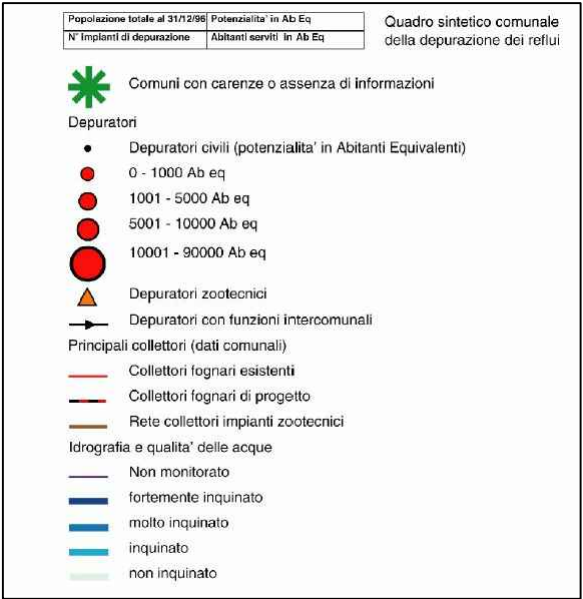 Popolazione totale al 31/12/96 Potenzialita' in Ab Eq
N° Impianti di depurazione Abitanti serviti in Ab Eq
Quadro sintetico comunale
della depurazione dei reflui
Comuni con carenze o assenza di informazioni
Depuratori
Depuratori civili (potenzialita' in Abitanti Equivalenti)
0 - 1000 Ab eq
1001 - 5000 Ab eq
5001 - 10000 Ab eq
10001 - 90000 Ab eq
Depuratori zootecnici
Depuratori con funzioni intercomunali
Principali collettori (dati comunali)
Collettori fognari esistenti
Collettori fognari di progetto
Rete collettori impianti zootecnici
Idrografia e qualita' delle acque
Non monitorato
fortemente inquinato
molto inquinato
inquinato
non inquinato